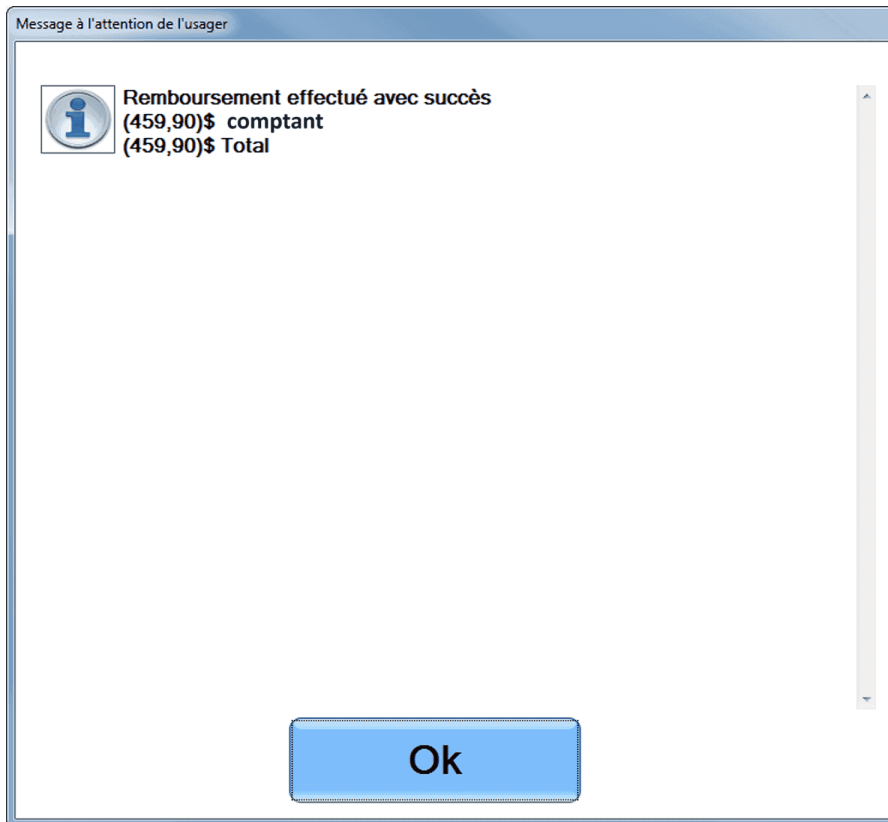 Message à l'attention de l'usager
Remboursement effectué avec succès
(459,90)$ comptant
(459,90)$ Total
Ok